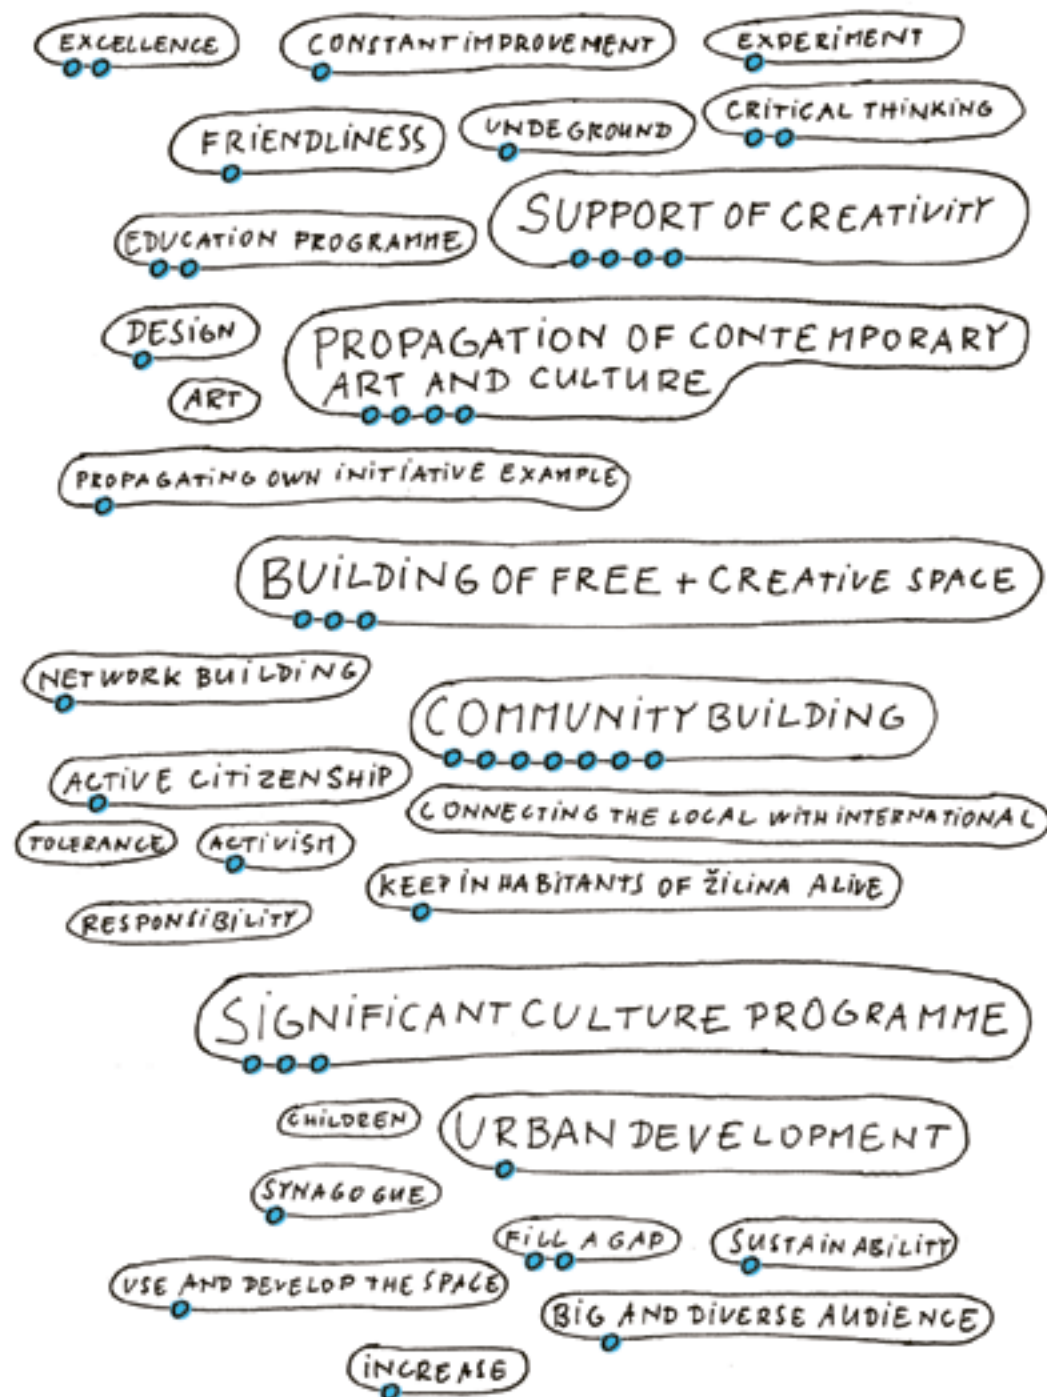 EXCELLENCE
CONSTANT IMPROVEMENT
EXPERIMENT
FRIENDLINESS
UNDEGROUND
CRITICAL THINKING
EDUCATION PROGRAMME
SUPPORT OF CREATIVITY
DESIGN
PROPAGATION OF CONTEMPORARY
ART AND CULTURE
ART
PROPAGATING OWN INITIATIVE EXAMPLE
BUILDING OF FREE + CREATIVE SPACE
NETWORK BUILDING
COMMUNITY BUILDING
ACTIVE CITIZENSHIP
CONNECTING THE LOCAL WITH INTERNATIONAL
TOLERANCE
ACTIVISM
KEEP INHABITANTS OF ŽILINA ALIVE
RESPONSIBILITY
SIGNIFICANT CULTURE PROGRAMME
CHILDREN
URBAN DEVELOPMENT
SYNAGOGUE
FILL A GAP
SUSTAINABILITY
USE AND DEVELOP THE SPACE
BIG AND DIVERSE AUDIENCE
INCREASE